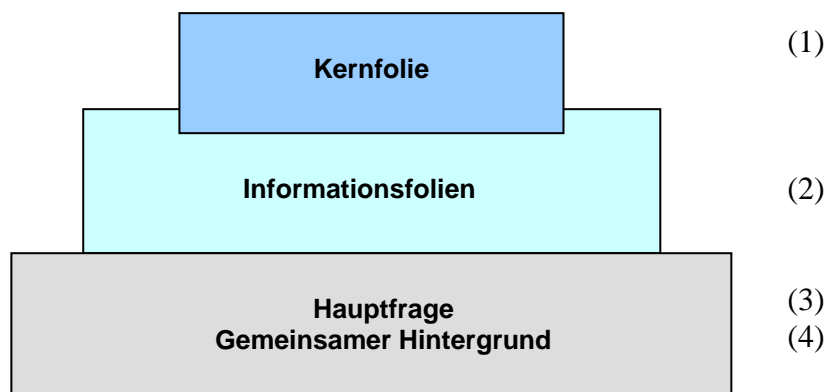 Kernfolie (1)
Informationsfolien (2)
Hauptfrage (3)
Gemeinsamer Hintergrund (4)